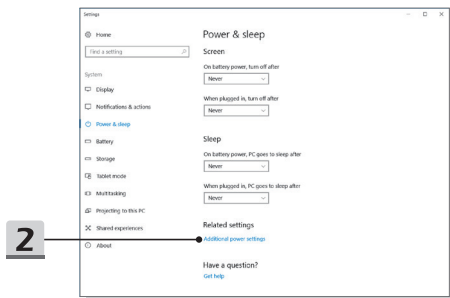 Settings
Home
Power & sleep
Find a setting
Screen
System
On battery power, turn off after
Never
Display
When plugged in, turn off after
Notifications & actions
Never
Power & sleep
Battery
Sleep
Storage
On battery power, PC goes to sleep after
Never
Tablet mode
When plugged in, PC goes to sleep after
Multitasking
Never
Projecting to this PC
Shared experiences
Related settings
2
Additional power settings
About
Have a question?
Get help